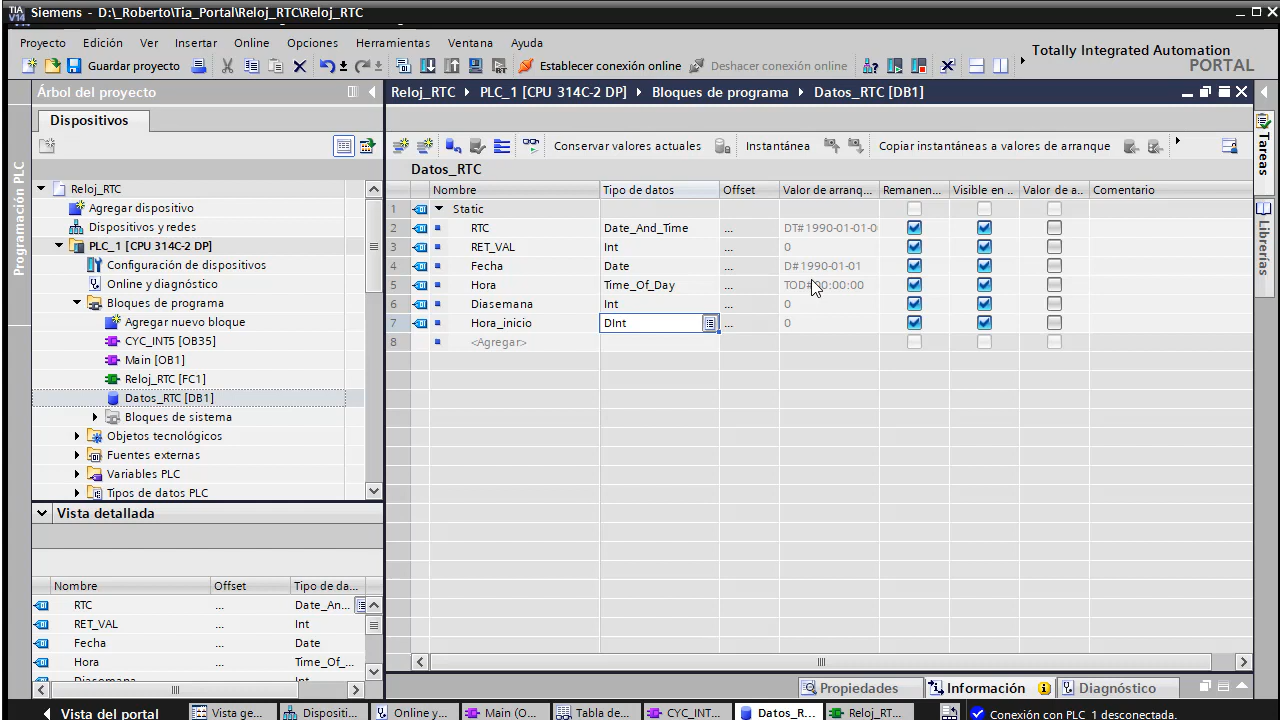 TIA V14 Siemens - D:\_Roberto\Tia_Portal\Reloj_RTC\Reloj_RTC
Proyecto Edición Ver Insertar Online Opciones Herramientas Ventana Ayuda
Totally Integrated Automation
PORTAL
Guardar proyecto Establecer conexión online Deshacer conexión online
Árbol del proyecto
Reloj_RTC PLC_1 [CPU 314C-2 DP] Bloques de programa Datos_RTC [DB1]
Dispositivos
Programación PLC
Tareas
Librerías
Conservar valores actuales Instantánea Copiar instantáneas a valores de arranque
Datos_RTC
Nombre Tipo de datos Offset Valor de arranq... Remanen... Visible en .. Valor de a.. Comentario
1 Static
2 RTC Date_And_Time ... DT#1990-01-01-0
3 RET_VAL Int ... 0
4 Fecha Date ... D#1990-01-01
5 Hora Time_Of_Day ... 
6 Diasemana Int ... 0
7 Hora_inicio DInt ... 0
8 <Agregar>
Reloj_RTC
Agregar dispositivo
Dispositivos y redes
PLC_1 [CPU 314C-2 DP]
Configuración de dispositivos
Online y diagnóstico
Bloques de programa
Agregar nuevo bloque
CYC_INT5 [OB35]
Main [OB1]
Reloj_RTC [FC1]
Datos_RTC [DB1]
Bloques de sistema
Objetos tecnológicos
Fuentes externas
Variables PLC
Tipos de datos PLC
Vista detallada
Nombre Offset Tipo de da...
RTC ... Date_An...
RET_VAL ... Int
Fecha ... Date
Hora ... Time_Of_...
Propiedades Información Diagnóstico
Vista del portal Vista ge... Dispositi... Online y... Main (O... Tabla de... CYC_INT... Datos_R... Reloj_RT... Conexión con PLC_1 desconectada.